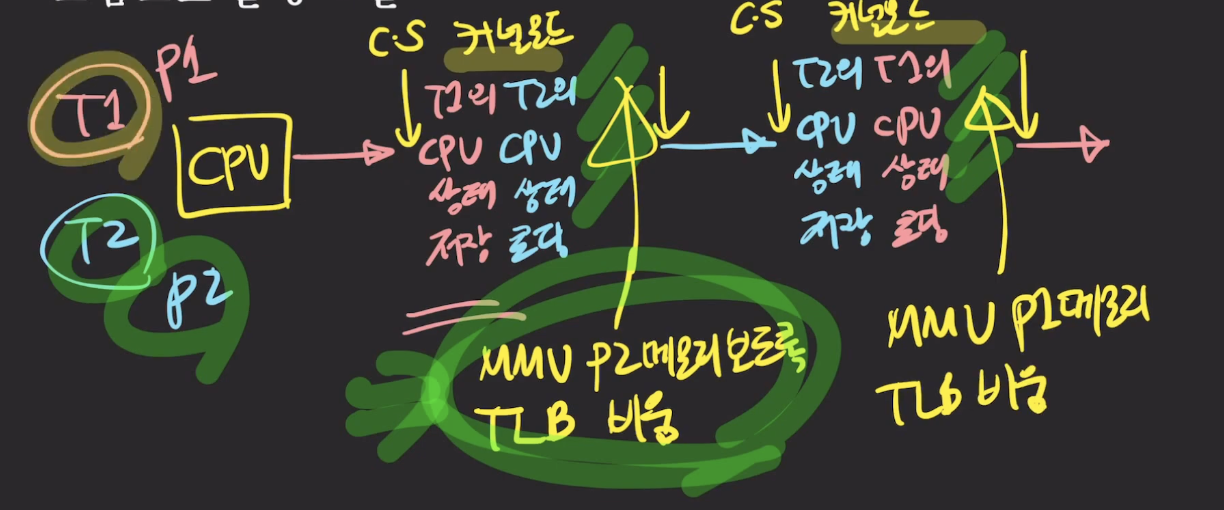 C.S 커널모드
C.S 커널모드
T1 P1
CPU
T2
P2
T1의 T2의
CPU CPU
상태 상태
저장 로딩
T2의 T1의
CPU CPU
상태 상태
저장 로딩
MMU P2메모리보도록
TLB 비움
MMU P1메모리
TLB 비움